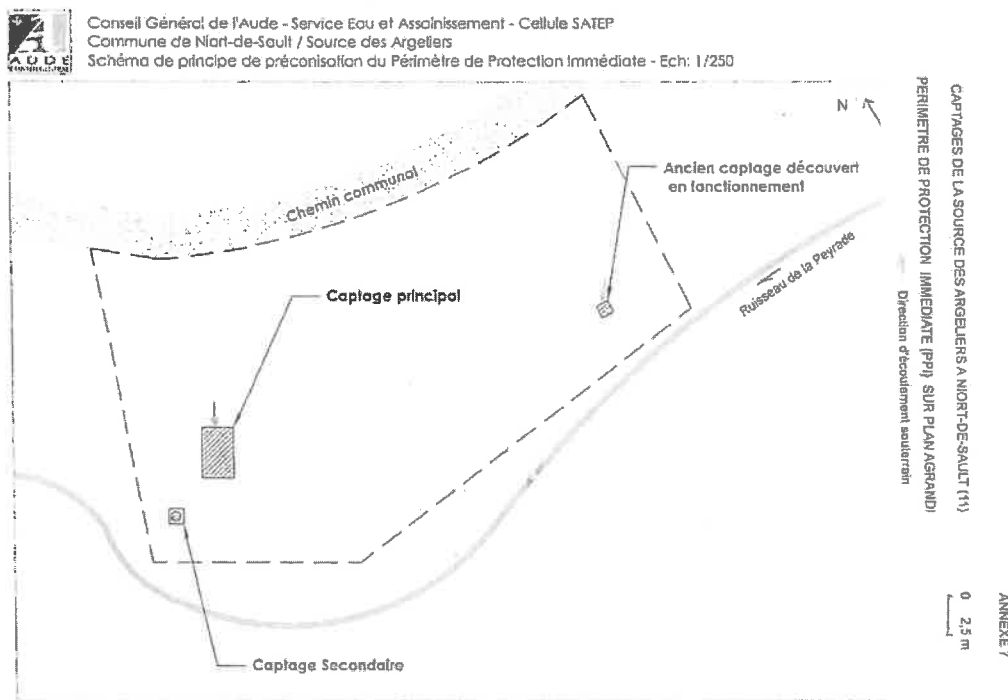 AUDE
Conseil Général de l'Aude - Service Eau et Assainissement - Cellule SATEP
Commune de Niort-de-Sault / Source des Argeliers
Schéma de principe de préconisation du Périmètre de Protection Immédiate - Ech: 1/250
N
Chemin communal
Ancien captage découvert
en fonctionnement
Captage principal
Ruisseau de la Peyrade
Captage Secondaire
CAPTAGES DE LA SOURCE DES ARGELIERS A NIORT-DE-SAULT (11)
PERIMETRE DE PROTECTION IMMEDIATE (PPI) SUR PLAN AGRANDI
Direction d'écoulement souterrain
0 2,5 m
ANNEXE 7